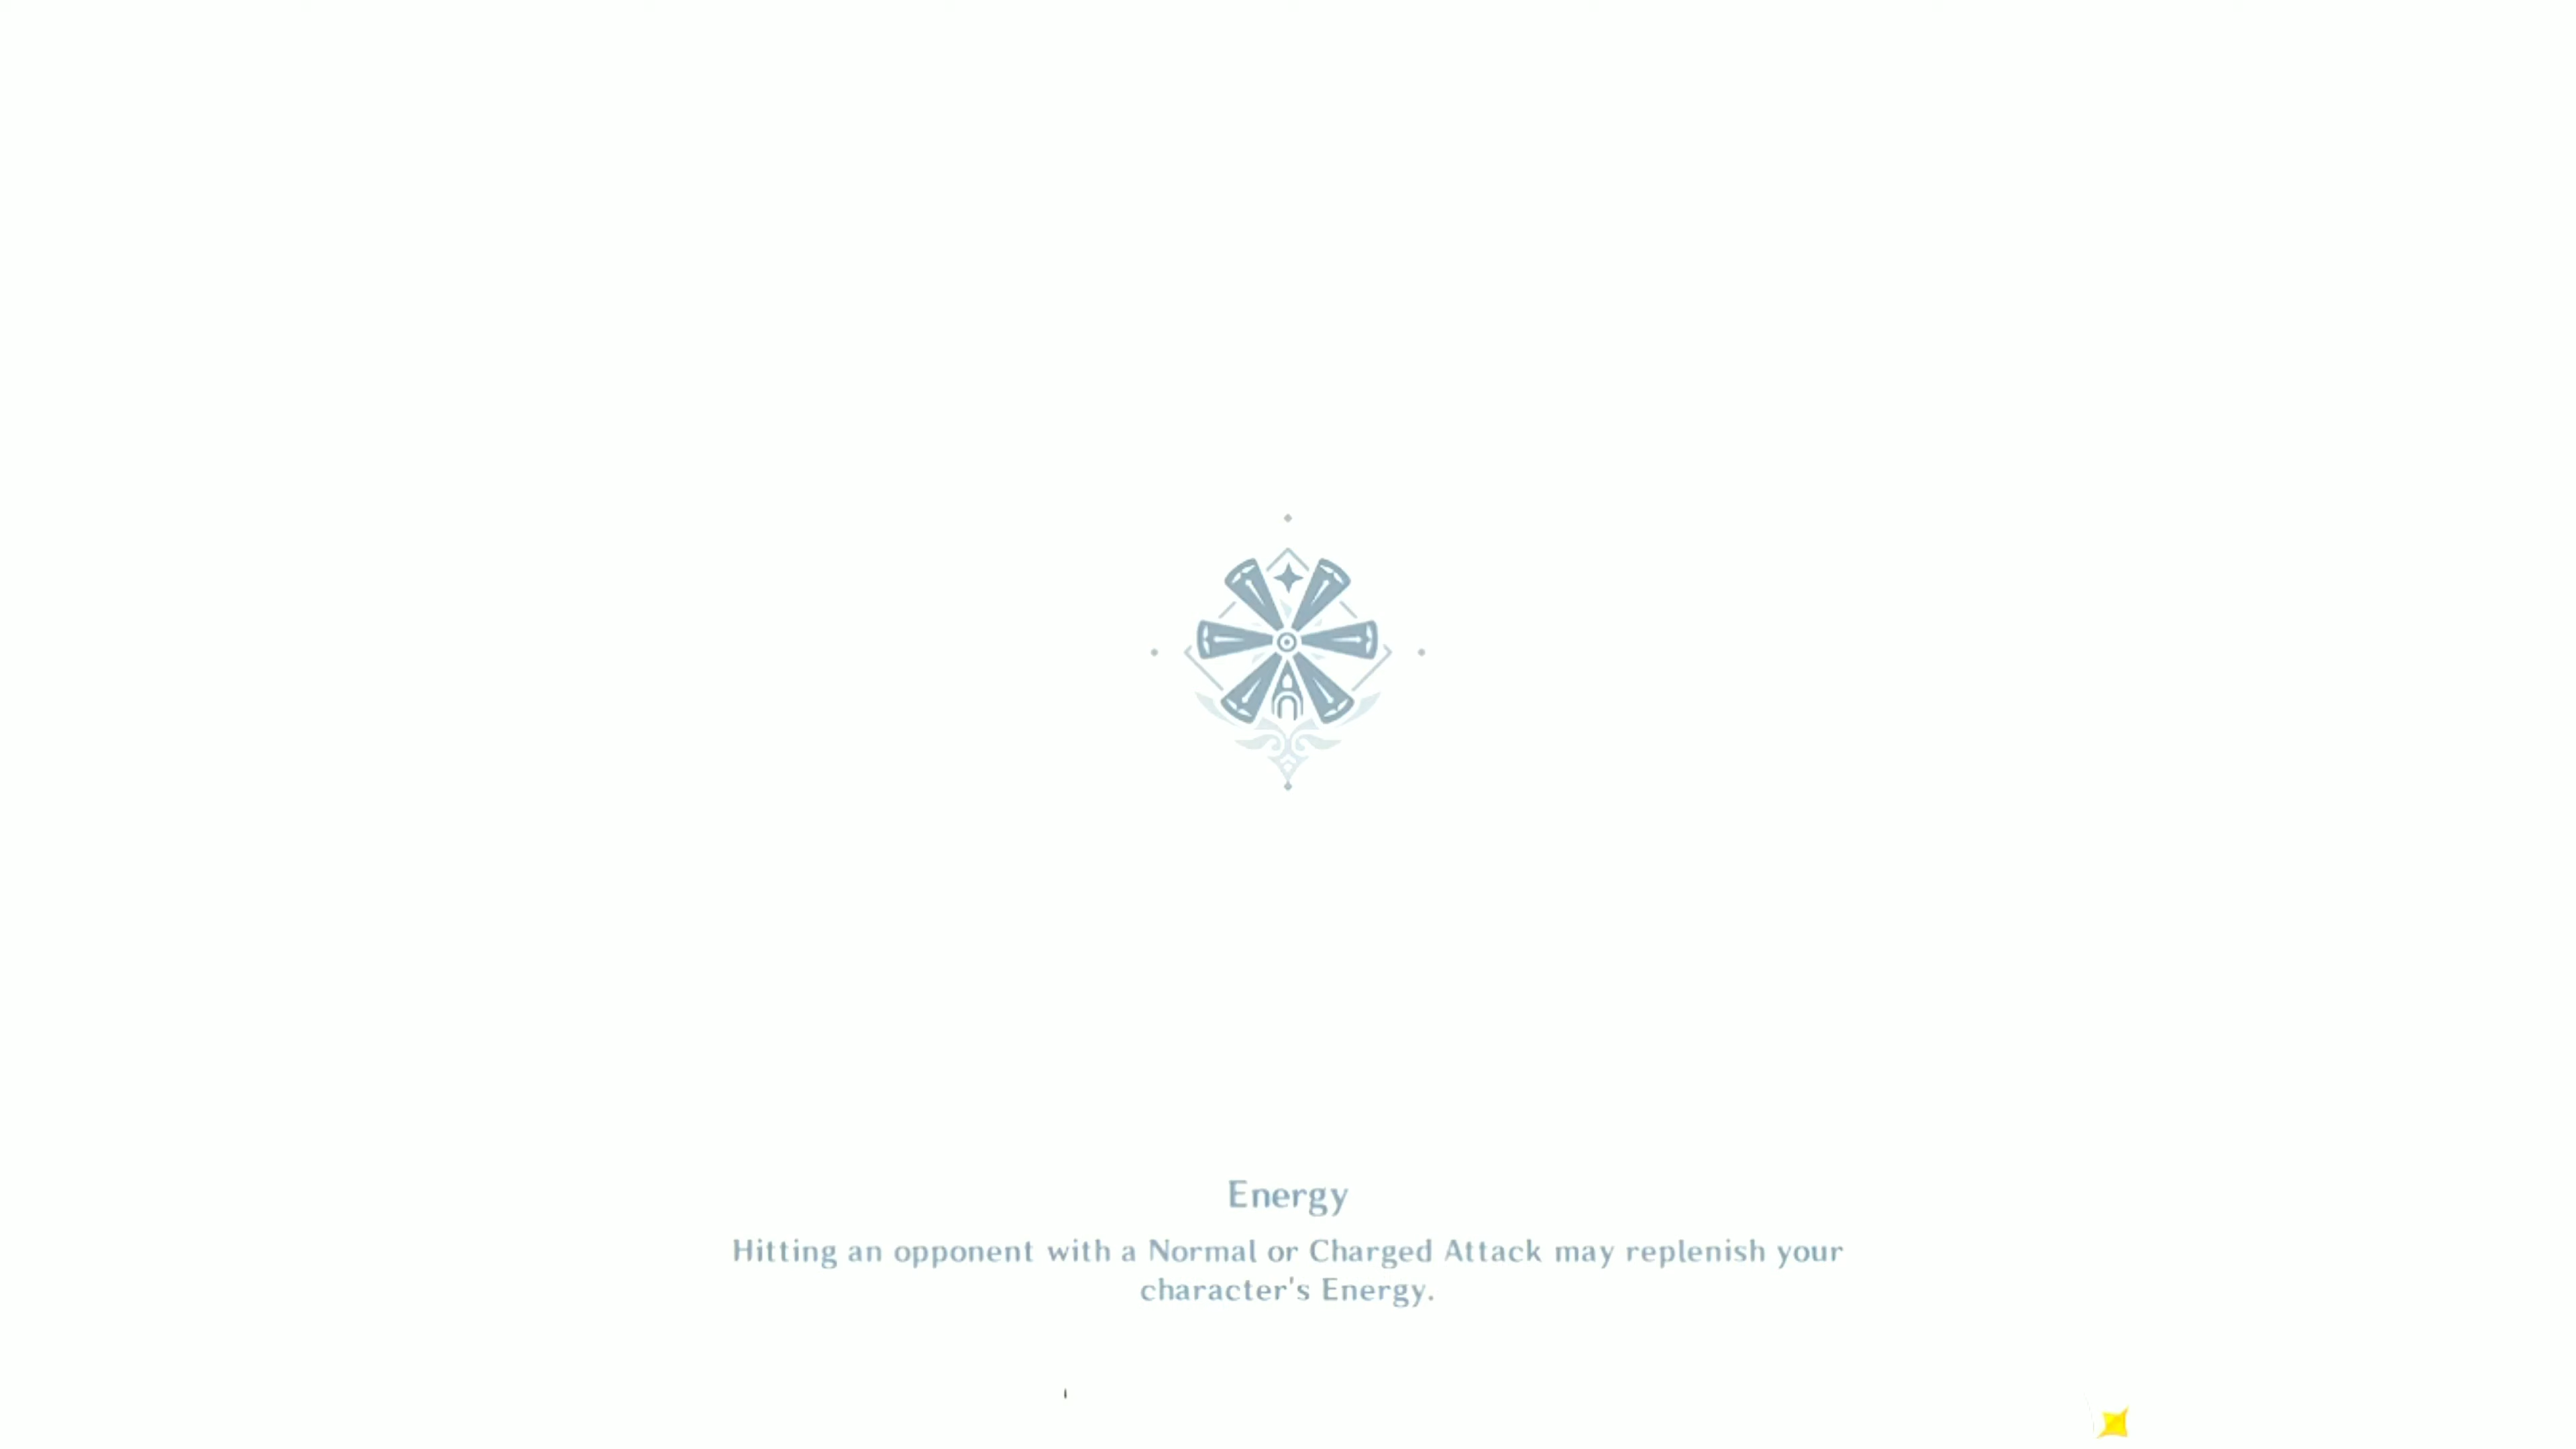 Energy
Hitting an opponent with a Normal or Charged Attack may replenish your
character's Energy.